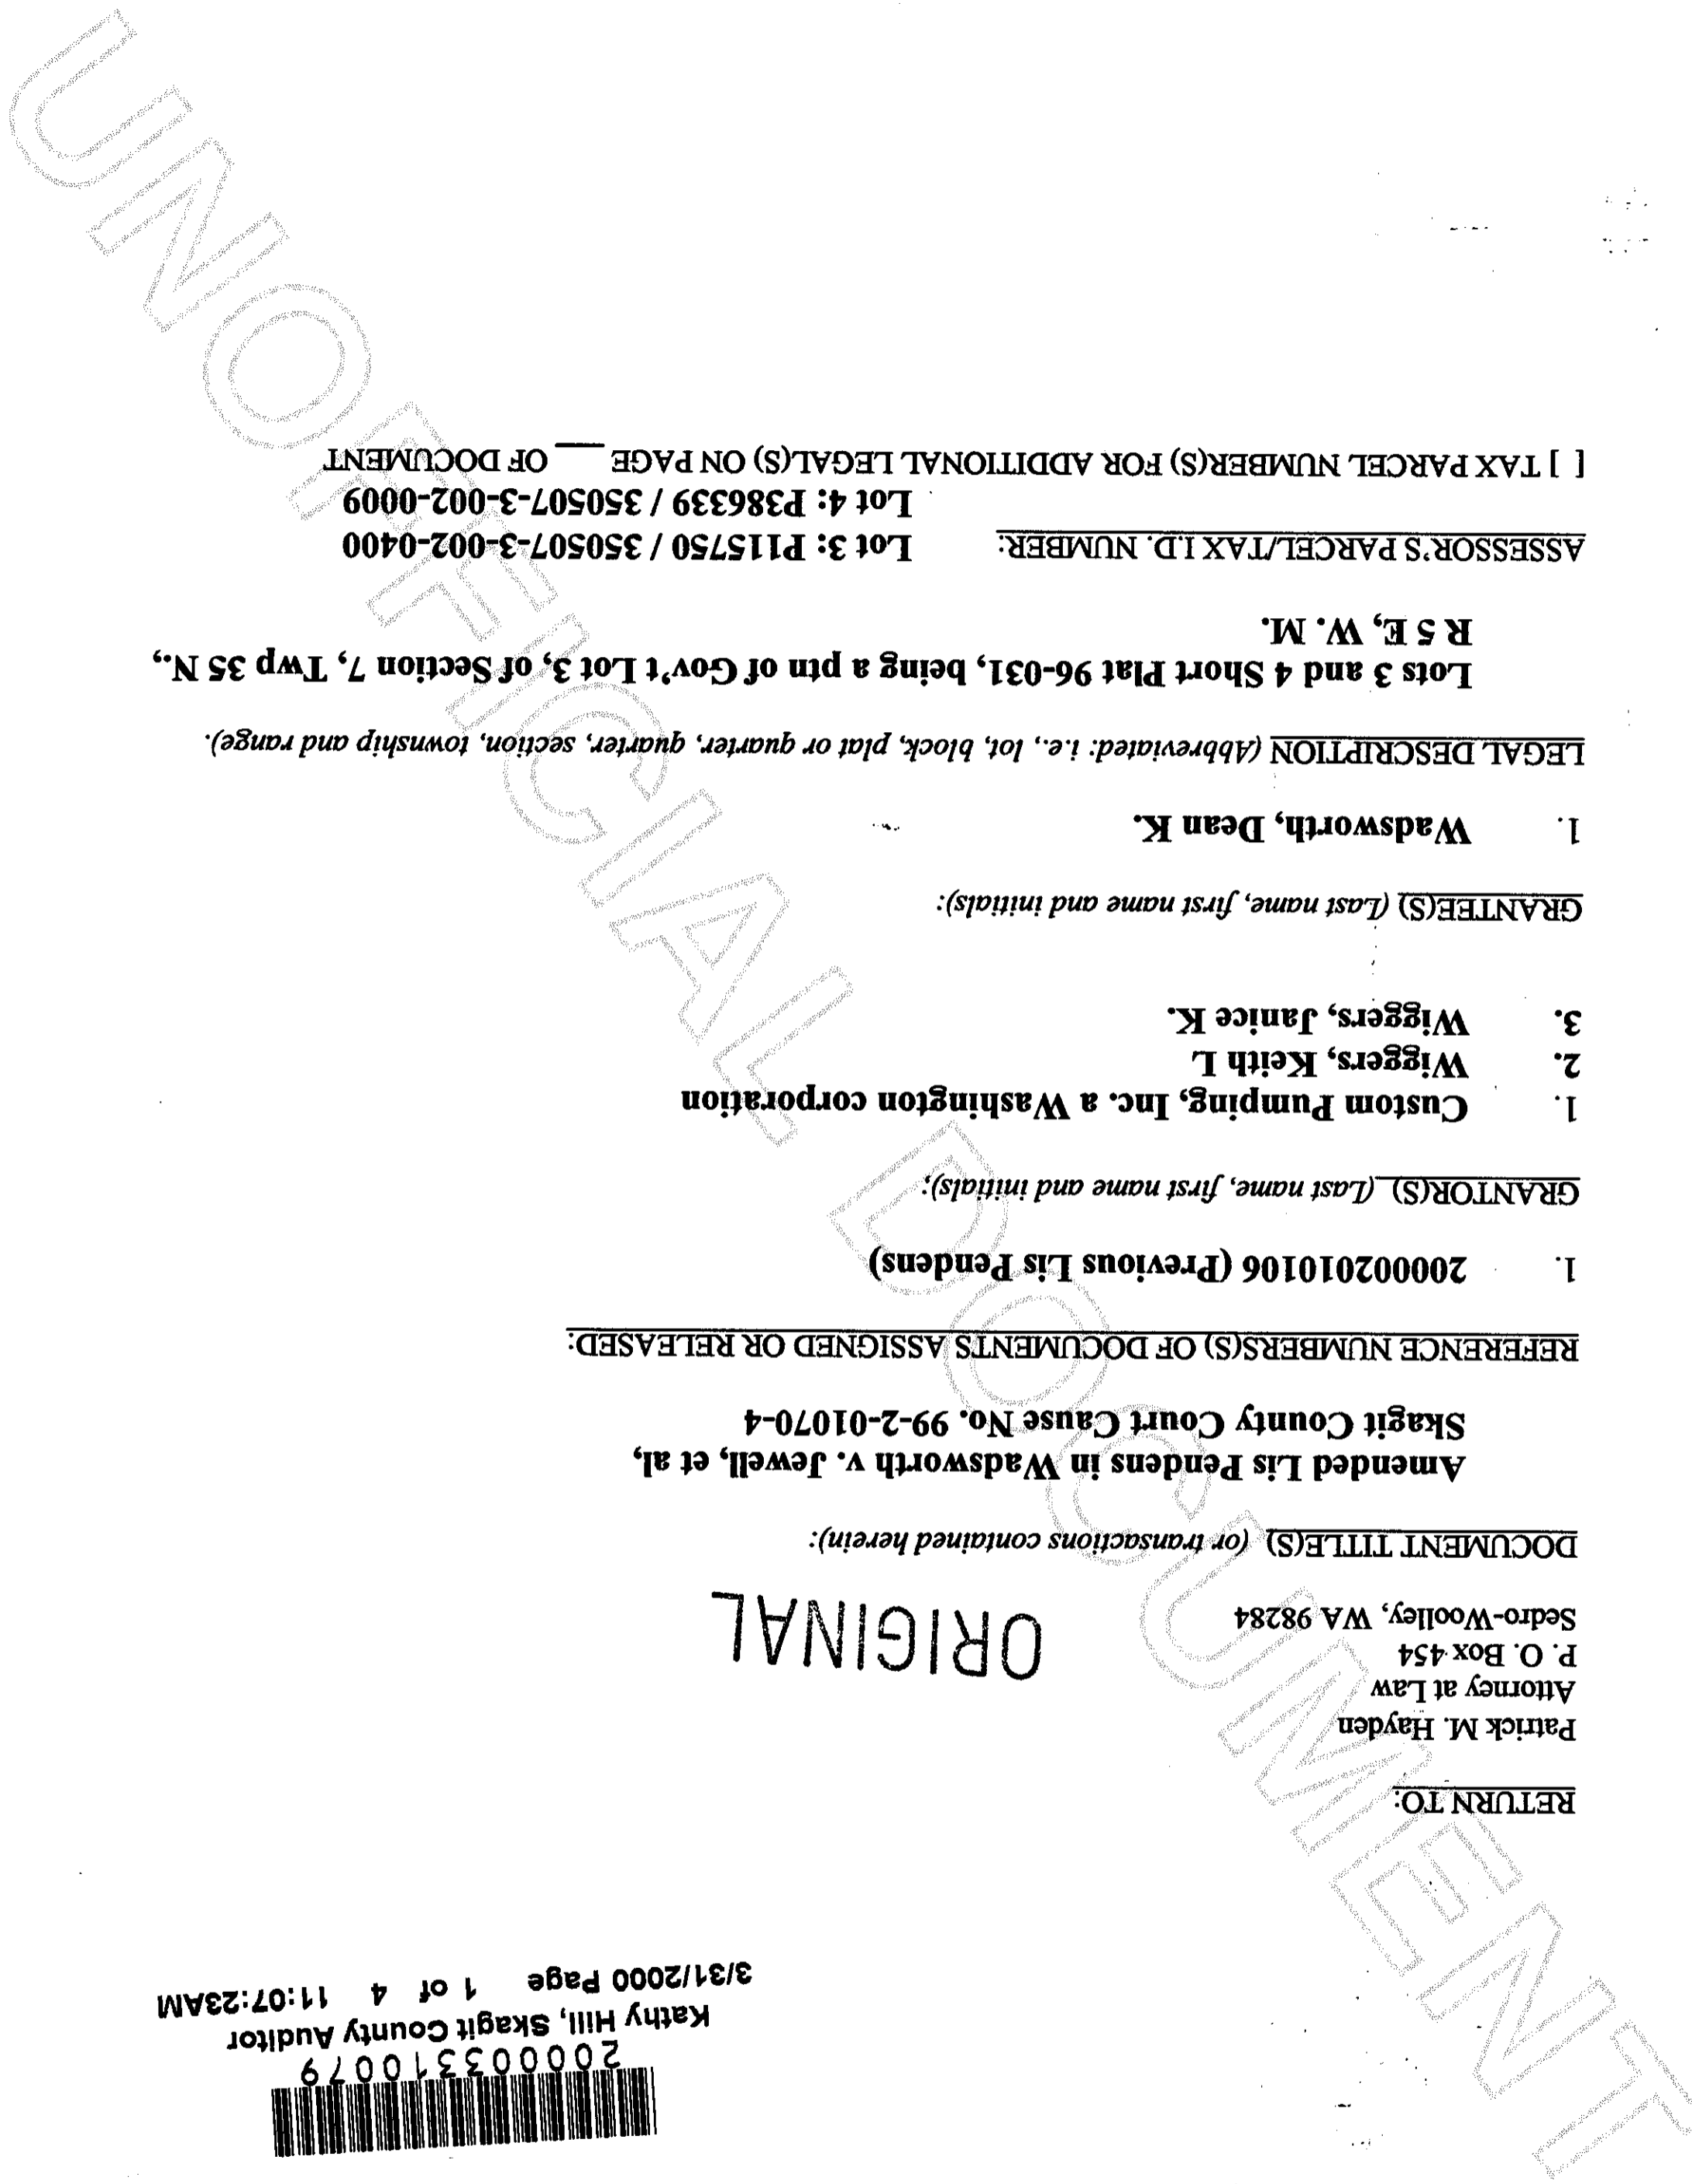 200003310079
Kathy Hill, Skagit County Auditor
3/31/2000 Page 1 of 4 11:07:23AM
RETURN TO:
Patrick M. Hayden
Attorney at Law
P. O. Box 454
Sedro-Woolley, WA 98284
ORIGINAL
DOCUMENT TITLE(S) (or transactions contained herein):
Amended Lis Pendens in Wadsworth v. Jewell, et al,
Skagit County Court Cause No. 99-2-01070-4
REFERENCE NUMBERS(S) OF DOCUMENTS ASSIGNED OR RELEASED:
1. 200002010106 (Previous Lis Pendens)
GRANTOR(S) (Last name, first name and initials);
1. Custom Pumping, Inc. a Washington corporation
2. Wiggers, Keith L
3. Wiggers, Janice K.
GRANTEE(S) (Last name, first name and initials):
1. Wadsworth, Dean K.
LEGAL DESCRIPTION (Abbreviated: i.e., lot, block, plat or quarter, quarter, section, township and range).
Lots 3 and 4 Short Plat 96-031, being a ptn of Gov't Lot 3, of Section 7, Twp 35 N.,
R 5 E, W. M.
ASSESSOR'S PARCEL/TAX I.D. NUMBER: Lot 3: P115750 / 350507-3-002-0400
Lot 4: P386339 / 350507-3-002-0009
[ ] TAX PARCEL NUMBER(S) FOR ADDITIONAL LEGAL(S) ON PAGE ___ OF DOCUMENT
UNOFFICIAL DOCUMENT